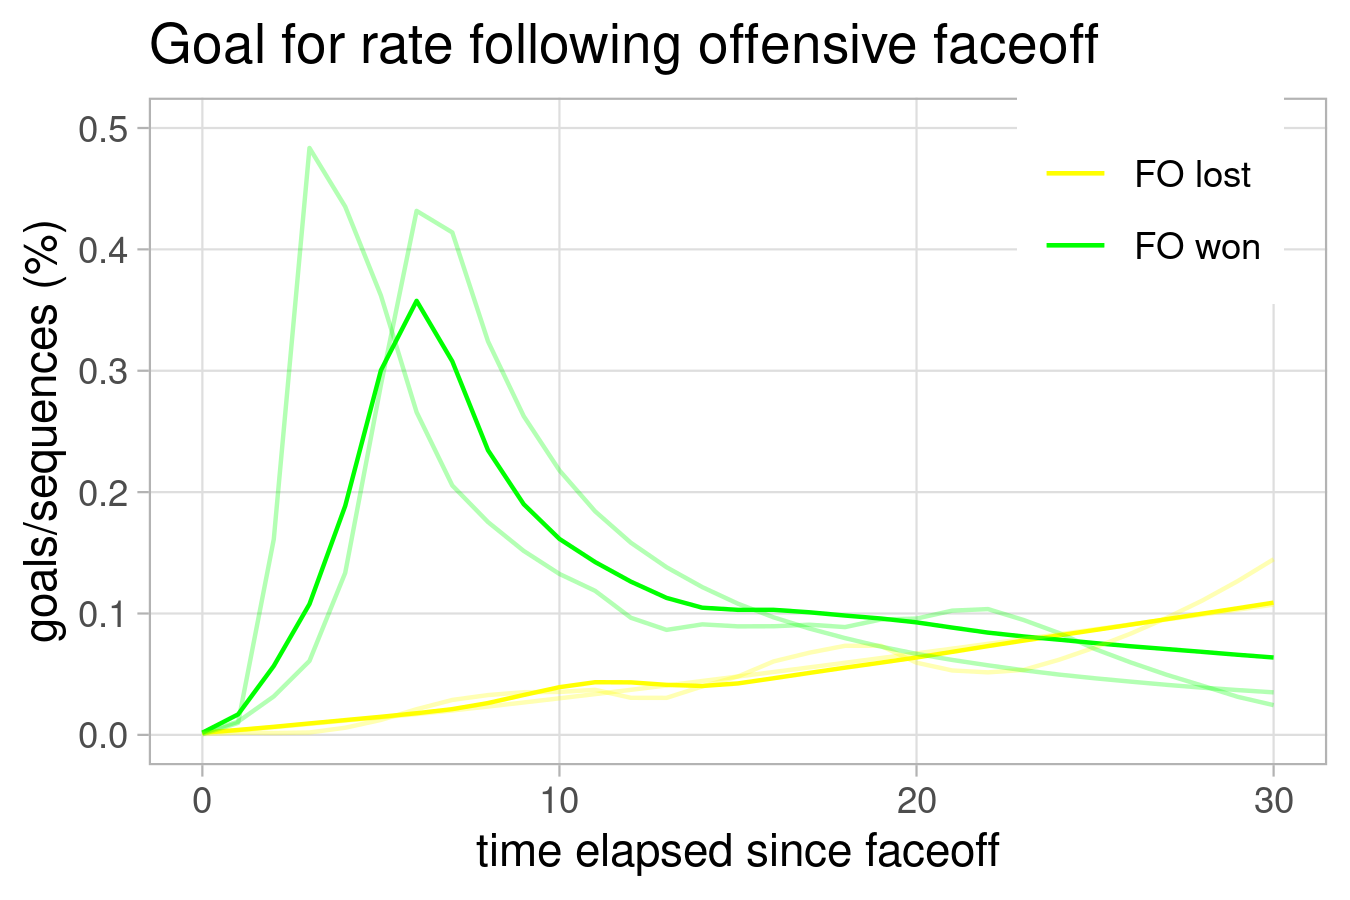 Goal for rate following offensive faceoff
goals/sequences (%)
0.5
0.4
0.3
0.2
0.1
0.0
FO lost
FO won
0 10 20 30
time elapsed since faceoff